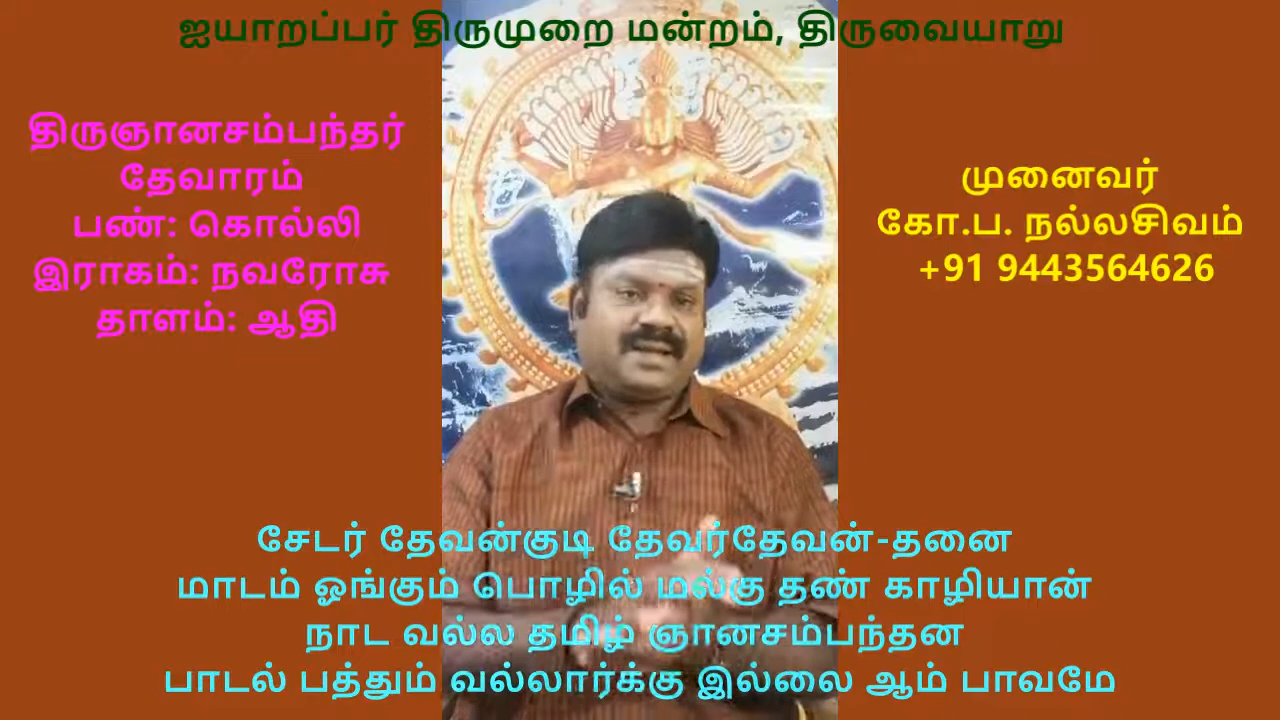 ஐயாறப்பர் திருமுறை மன்றம், திருவையாறு
திருஞானசம்பந்தர்
தேவாரம்
பண்: கொல்லி
இராகம்: நவரோசு
தாளம்: ஆதி
முனைவர்
கோ.ப. நல்லசிவம்
+91 9443564626
சேடர் தேவன்குடி தேவர்தேவன்-தனை
மாடம் ஓங்கும் பொழில் மல்கு தண் காழியான்
நாட வல்ல தமிழ் ஞானசம்பந்தன
பாடல் பத்தும் வல்லார்க்கு இல்லை ஆம் பாவமே